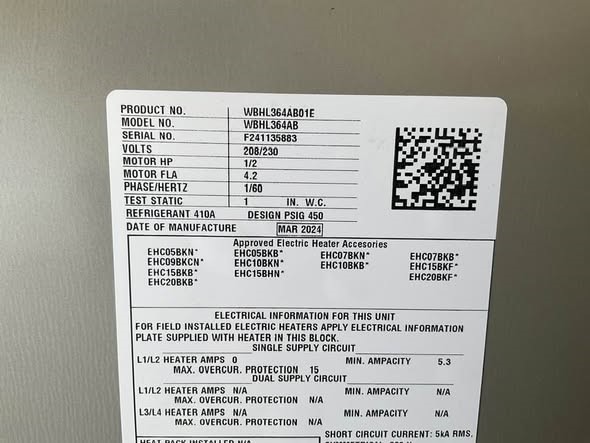 PRODUCT NO. WBHL364AB01E
MODEL NO. WBHL364AB
SERIAL NO. F241135883
VOLTS 208/230
MOTOR HP 1/2
MOTOR FLA 4.2
PHASE/HERTZ 1/60
TEST STATIC 1 IN. W.C.
REFRIGERANT 410A DESIGN PSIG 450
DATE OF MANUFACTURE MAR 2024
Approved Electric Heater Accesories
EHC05BKN* EHC05BKB* EHC07BKN* EHC07BKB*
EHC09BKCN* EHC10BKN* EHC10BKB* EHC15BKF*
EHC15BKB* EHC15BHN* EHC20BKF*
EHC20BKB*
ELECTRICAL INFORMATION FOR THIS UNIT
FOR FIELD INSTALLED ELECTRIC HEATERS APPLY ELECTRICAL INFORMATION
PLATE SUPPLIED WITH HEATER IN THIS BLOCK.
SINGLE SUPPLY CIRCUIT
L1/L2 HEATER AMPS 0 MIN. AMPACITY 5.3
MAX. OVERCUR. PROTECTION 15
DUAL SUPPLY CIRCUIT
L1/L2 HEATER AMPS N/A MIN. AMPACITY N/A
MAX. OVERCUR. PROTECTION N/A
L3/L4 HEATER AMPS N/A MIN. AMPACITY N/A
MAX. OVERCUR. PROTECTION N/A
SHORT CIRCUIT CURRENT: 5kA RMS.
HEAT PACK INSTALLED N/A